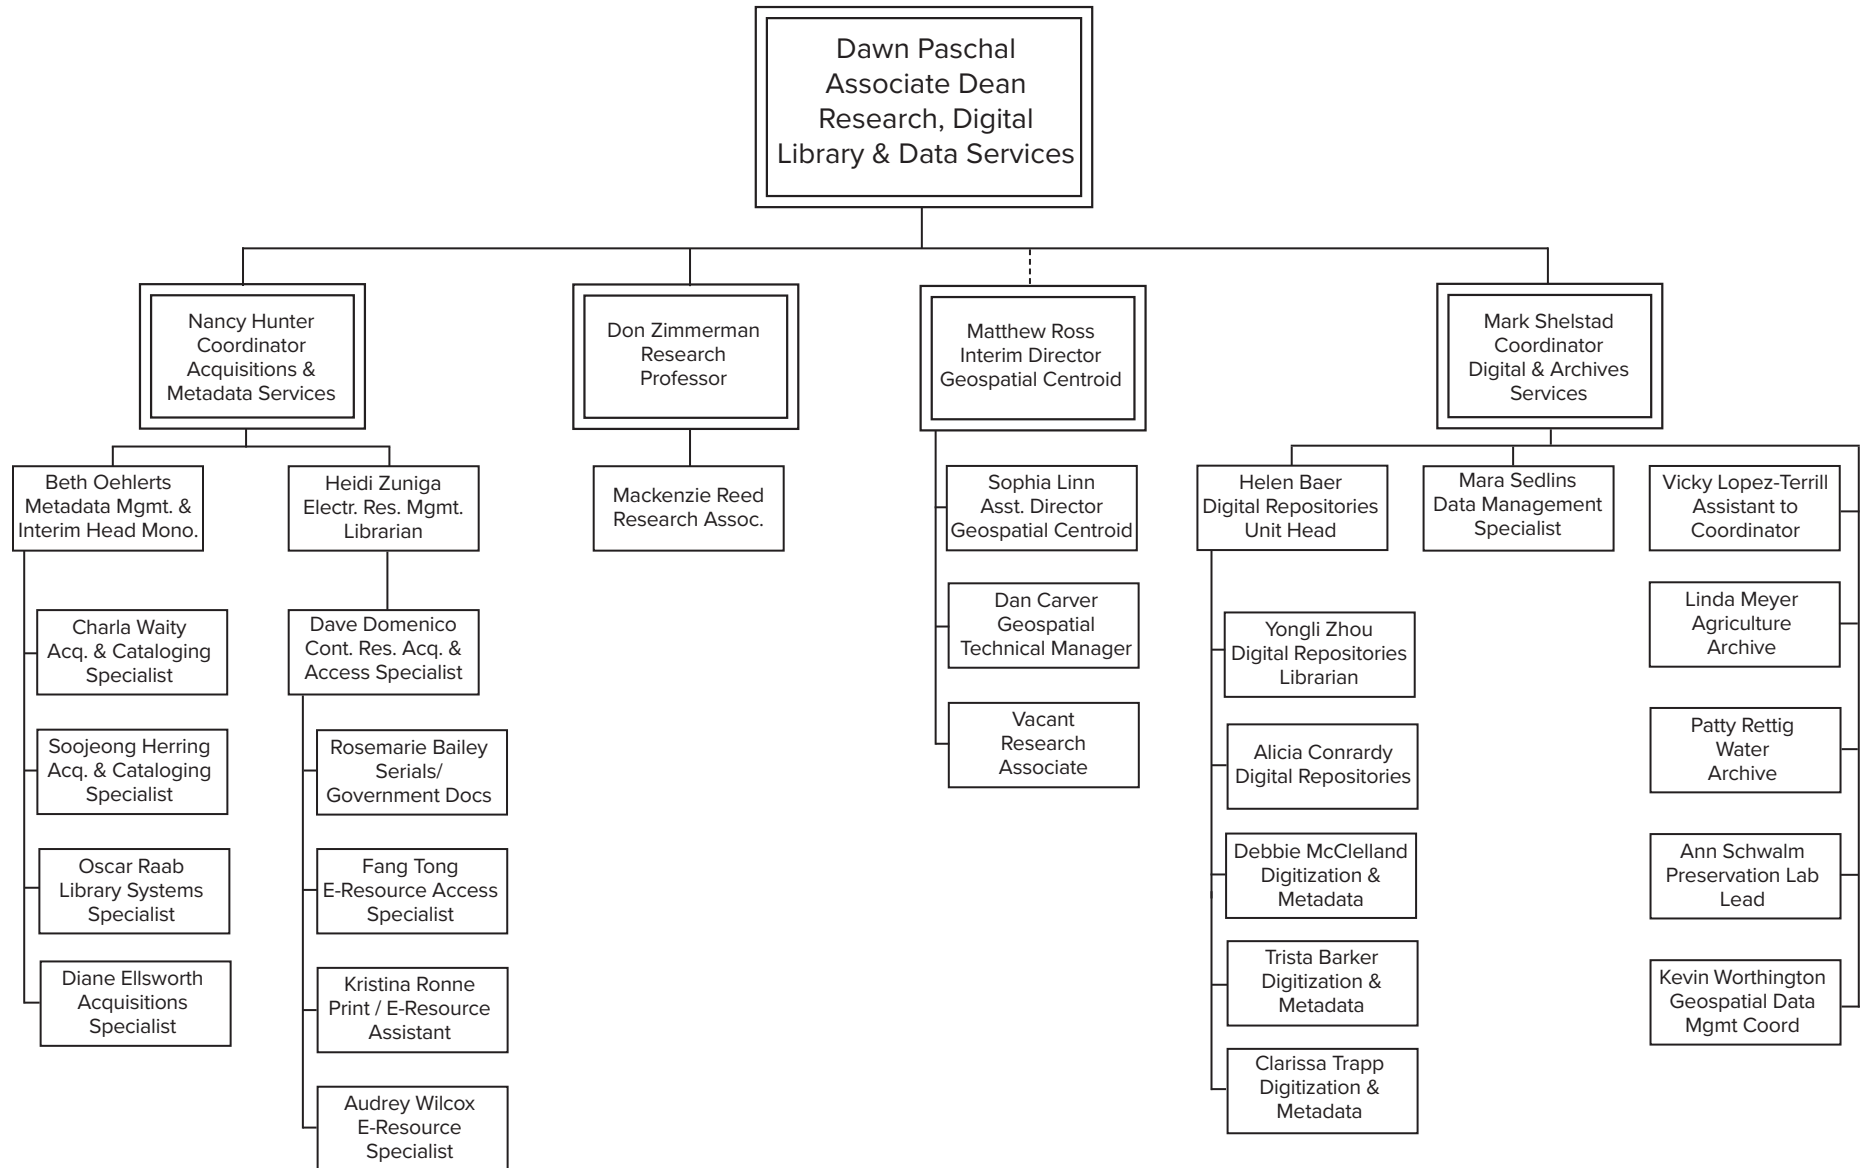 Dawn Paschal
Associate Dean
Research, Digital
Library & Data Services
Nancy Hunter
Coordinator
Acquisitions &
Metadata Services
Don Zimmerman
Research
Professor
Matthew Ross
Interim Director
Geospatial Centroid
Mark Shelstad
Coordinator
Digital & Archives
Services
Beth Oehlerts
Metadata Mgmt. &
Interim Head Mono.
Heidi Zuniga
Electr. Res. Mgmt.
Librarian
Mackenzie Reed
Research Assoc.
Sophia Linn
Asst. Director
Geospatial Centroid
Helen Baer
Digital Repositories
Unit Head
Mara Sedlins
Data Management
Specialist
Vicky Lopez-Terrill
Assistant to
Coordinator
Charla Waity
Acq. & Cataloging
Specialist
Dave Domenico
Cont. Res. Acq. &
Access Specialist
Dan Carver
Geospatial
Technical Manager
Yongli Zhou
Digital Repositories
Librarian
Linda Meyer
Agriculture
Archive
Soojeong Herring
Acq. & Cataloging
Specialist
Rosemarie Bailey
Serials/
Government Docs
Vacant
Research
Associate
Alicia Conrardy
Digital Repositories
Patty Rettig
Water
Archive
Oscar Raab
Library Systems
Specialist
Fang Tong
E-Resource Access
Specialist
Debbie McClelland
Digitization &
Metadata
Ann Schwalm
Preservation Lab
Lead
Diane Ellsworth
Acquisitions
Specialist
Kristina Ronne
Print / E-Resource
Assistant
Trista Barker
Digitization &
Metadata
Kevin Worthington
Geospatial Data
Mgmt Coord
Audrey Wilcox
E-Resource
Specialist
Clarissa Trapp
Digitization &
Metadata